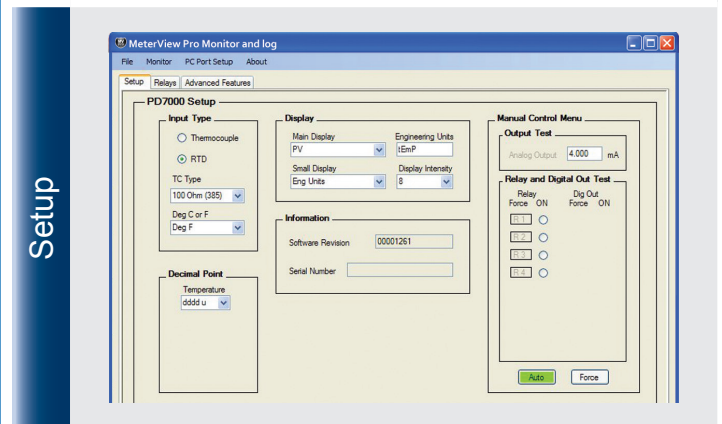 Setup
MeterView Pro Monitor and log
File Monitor PC Port Setup About
Setup Relays Advanced Features
PD7000 Setup
Input Type
Thermocouple
RTD
TC Type
100 Ohm (385)
Deg C or F
Deg F
Decimal Point
Temperature
dddd u
Display
Main Display Engineering Units
PV tEmP
Small Display Display Intensity
Eng Units 8
Information
Software Revision 00001261
Serial Number
Manual Control Menu
Output Test
Analog Output 4.000 mA
Relay and Digital Out Test
Relay Dig Out
Force ON Force ON
R 1
R 2
R 3
R 4
Auto Force